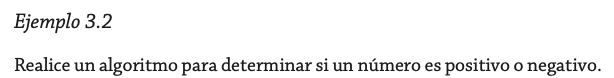 Ejemplo 3.2
Realice un algoritmo para determinar si un número es positivo o negativo.